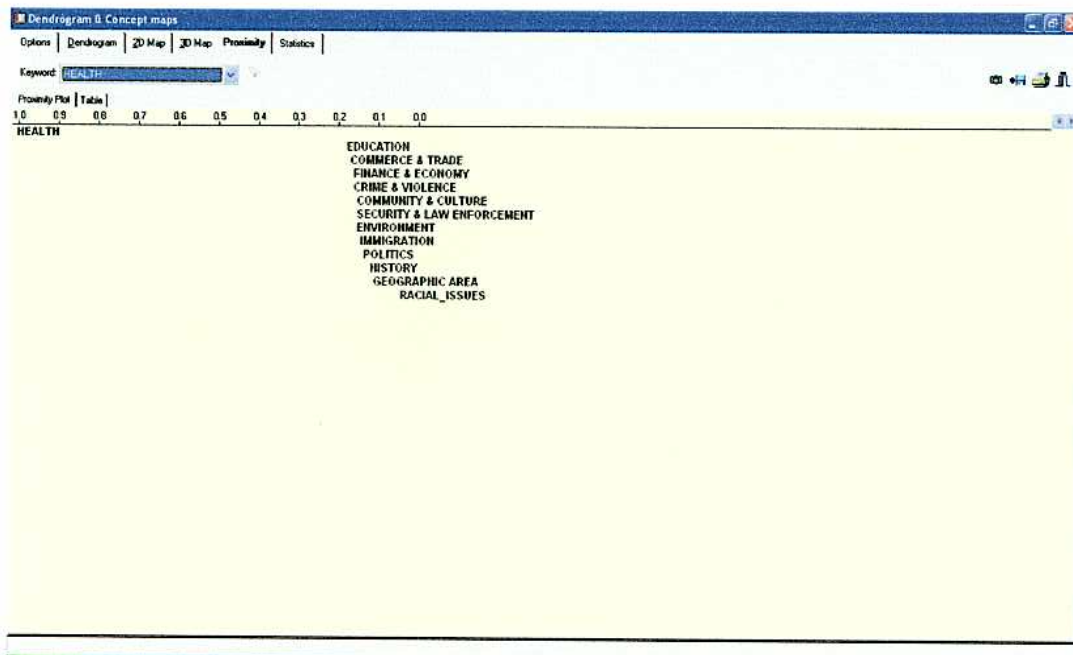 Dendrogram & Concept maps
Options Dendrogram 2D Map 3D Map Proximity Statistics
Keyword: HEALTH
Proximity Plot Table
1.0 0.9 0.8 0.7 0.6 0.5 0.4 0.3 0.2 0.1 0.0
HEALTH
EDUCATION
COMMERCE & TRADE
FINANCE & ECONOMY
CRIME & VIOLENCE
COMMUNITY & CULTURE
SECURITY & LAW ENFORCEMENT
ENVIRONMENT
IMMIGRATION
POLITICS
HISTORY
GEOGRAPHIC AREA
RACIAL_ISSUES